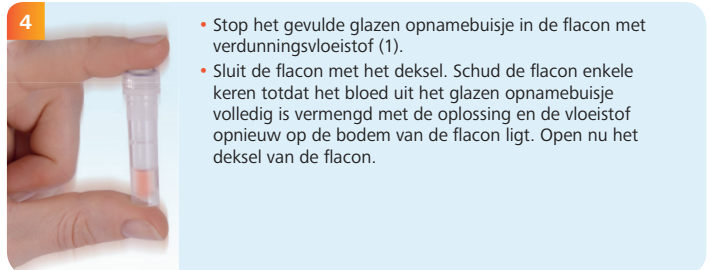 4
• Stop het gevulde glazen opnamebuisje in de flacon met
verdunningsvloeistof (1).
• Sluit de flacon met het deksel. Schud de flacon enkele
keren totdat het bloed uit het glazen opnamebuisje
volledig is vermengd met de oplossing en de vloeistof
opnieuw op de bodem van de flacon ligt. Open nu het
deksel van de flacon.